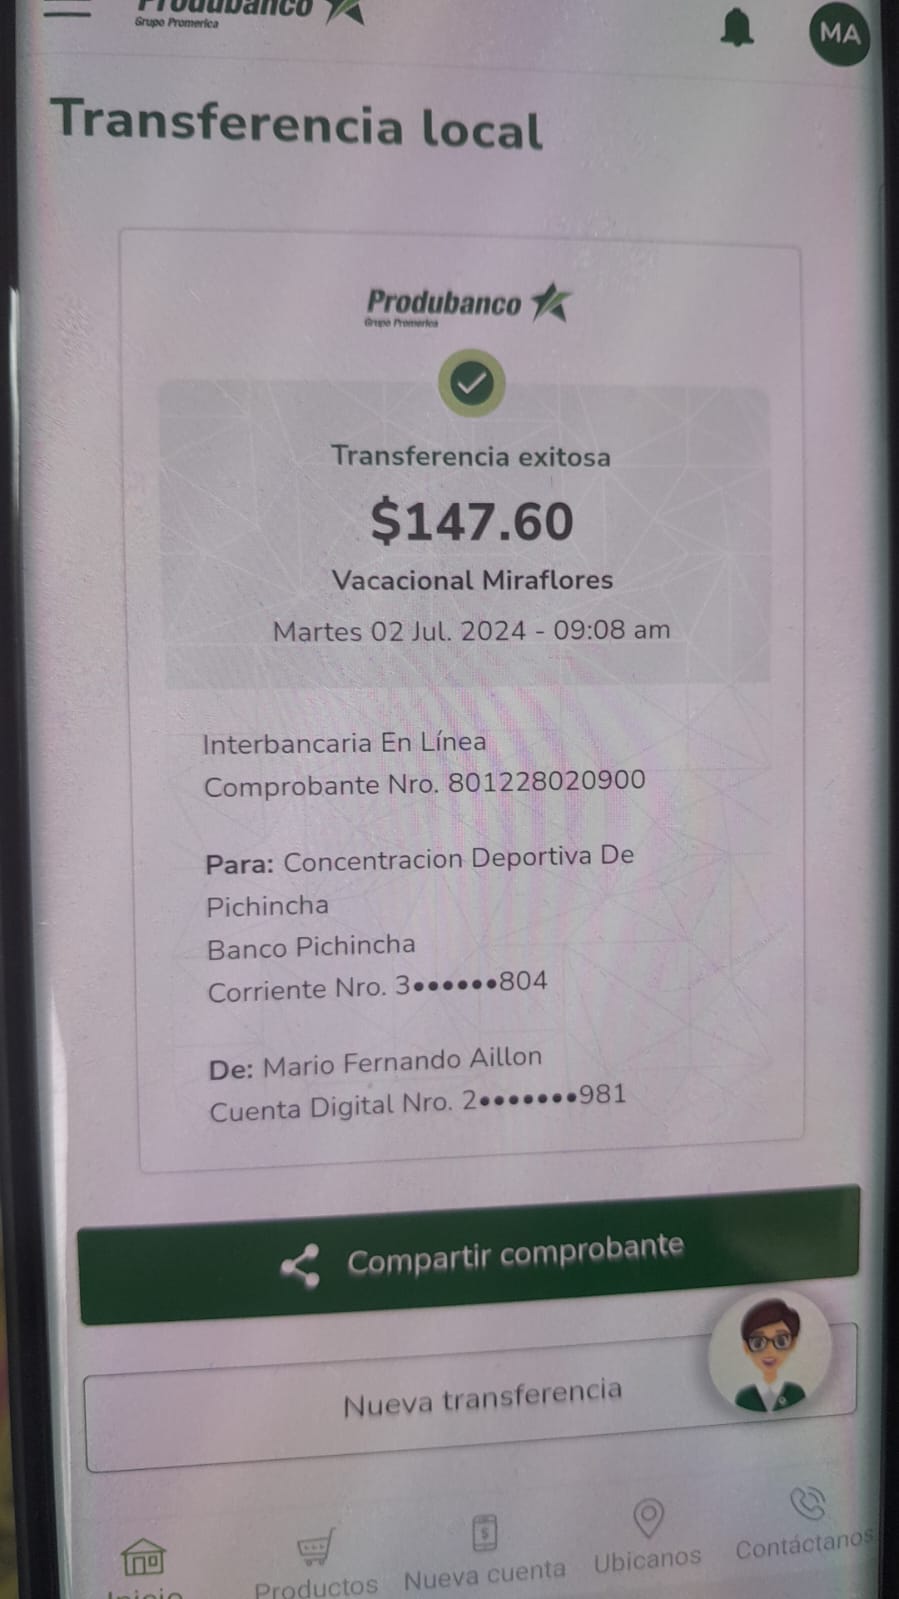 Produbanco
Grupo Promerica
MA
Transferencia local
Produbanco
Grupo Promerica
Transferencia exitosa
$147.60
Vacacional Miraflores
Martes 02 Jul. 2024 - 09:08 am
Interbancaria En Línea
Comprobante Nro. 801228020900
Para: Concentracion Deportiva De
Pichincha
Banco Pichincha
Corriente Nro. 3••••••804
De: Mario Fernando Aillon
Cuenta Digital Nro. 2•••••••981
Compartir comprobante
Nueva transferencia
Inicio
Productos
Nueva cuenta
Ubicanos
Contáctanos